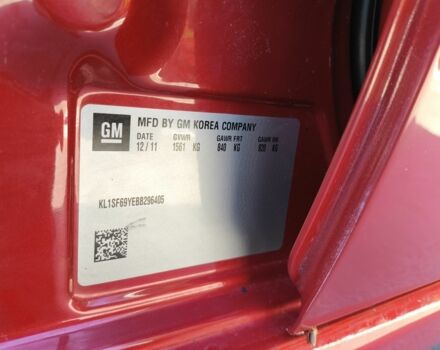 GM
MFD BY GM KOREA COMPANY
DATE GVWR GAWR FRT GAWR RR
12/11 1561 KG 840 KG 820 KG
KL1SF69YEBB296405